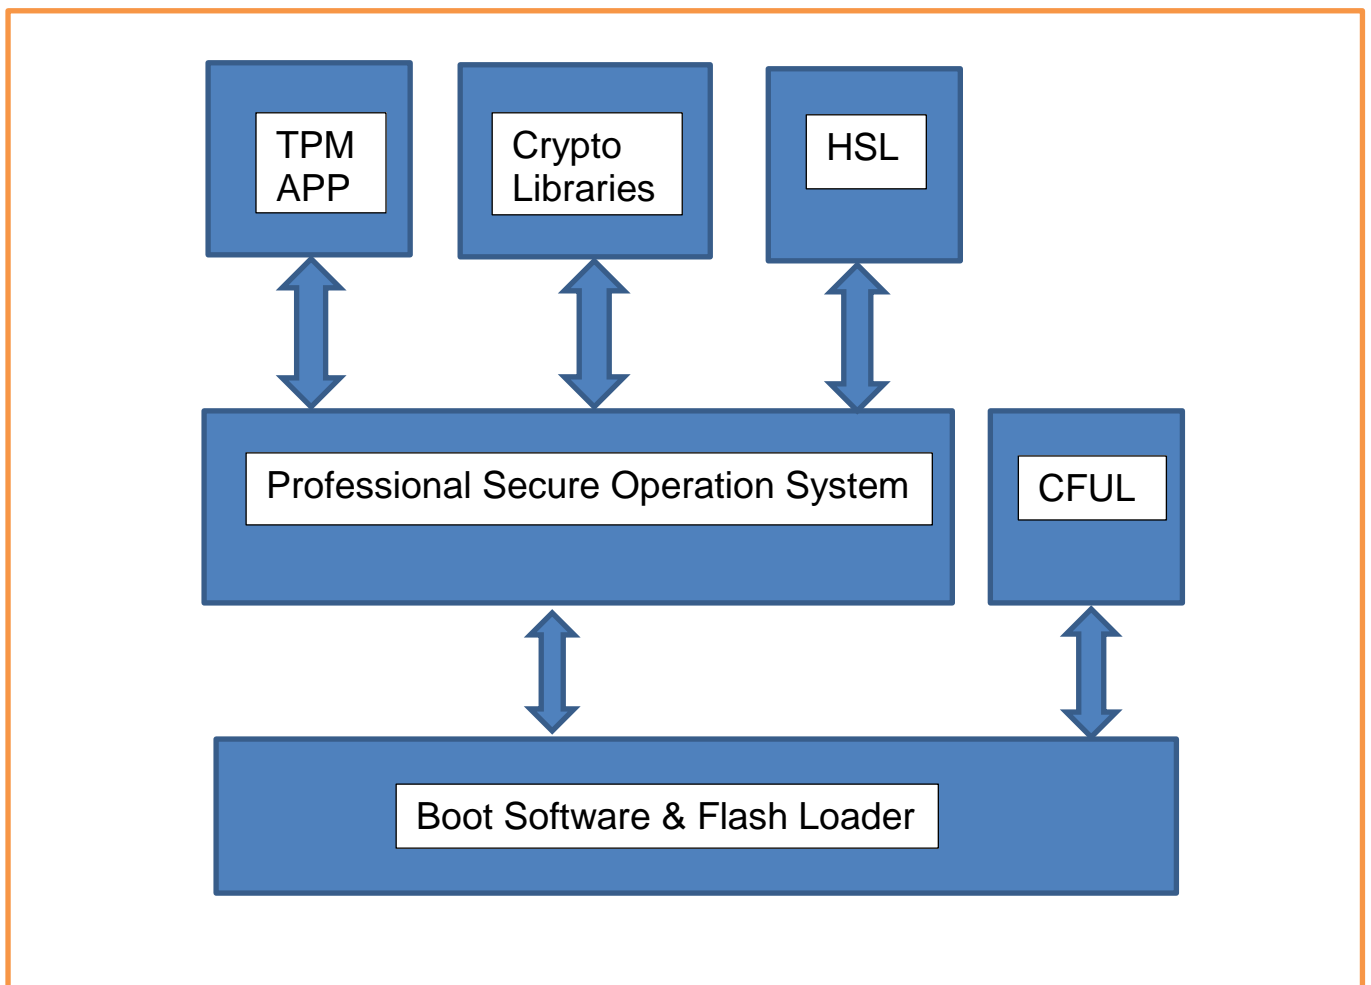 TPM
APP
Crypto
Libraries
HSL
Professional Secure Operation System
CFUL
Boot Software & Flash Loader